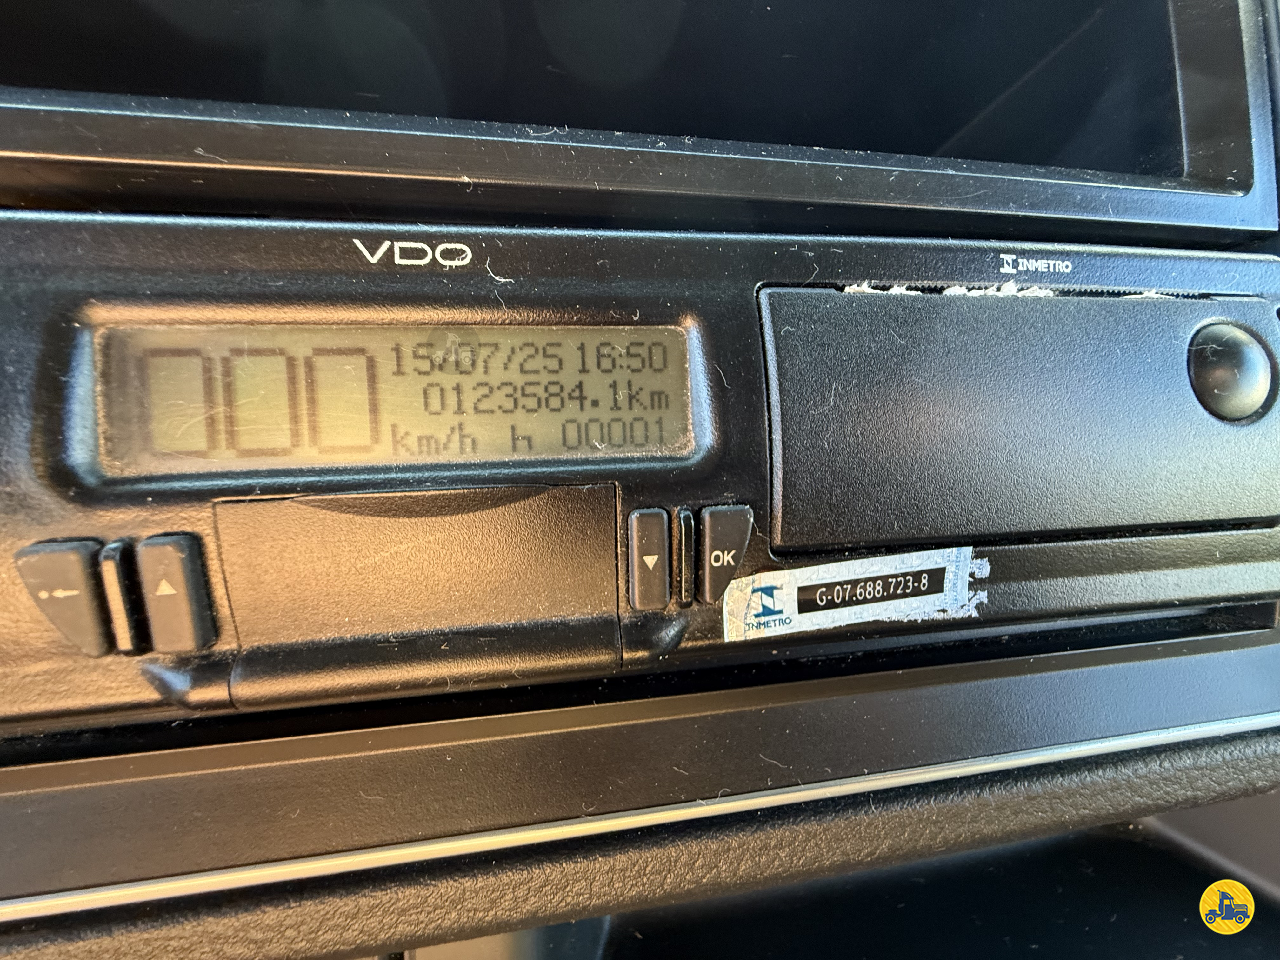 VDO
INMETRO
000
15/07/25 16:50
0123584.1km
km/h h 00001
OK
INMETRO
G-07.688.723-8